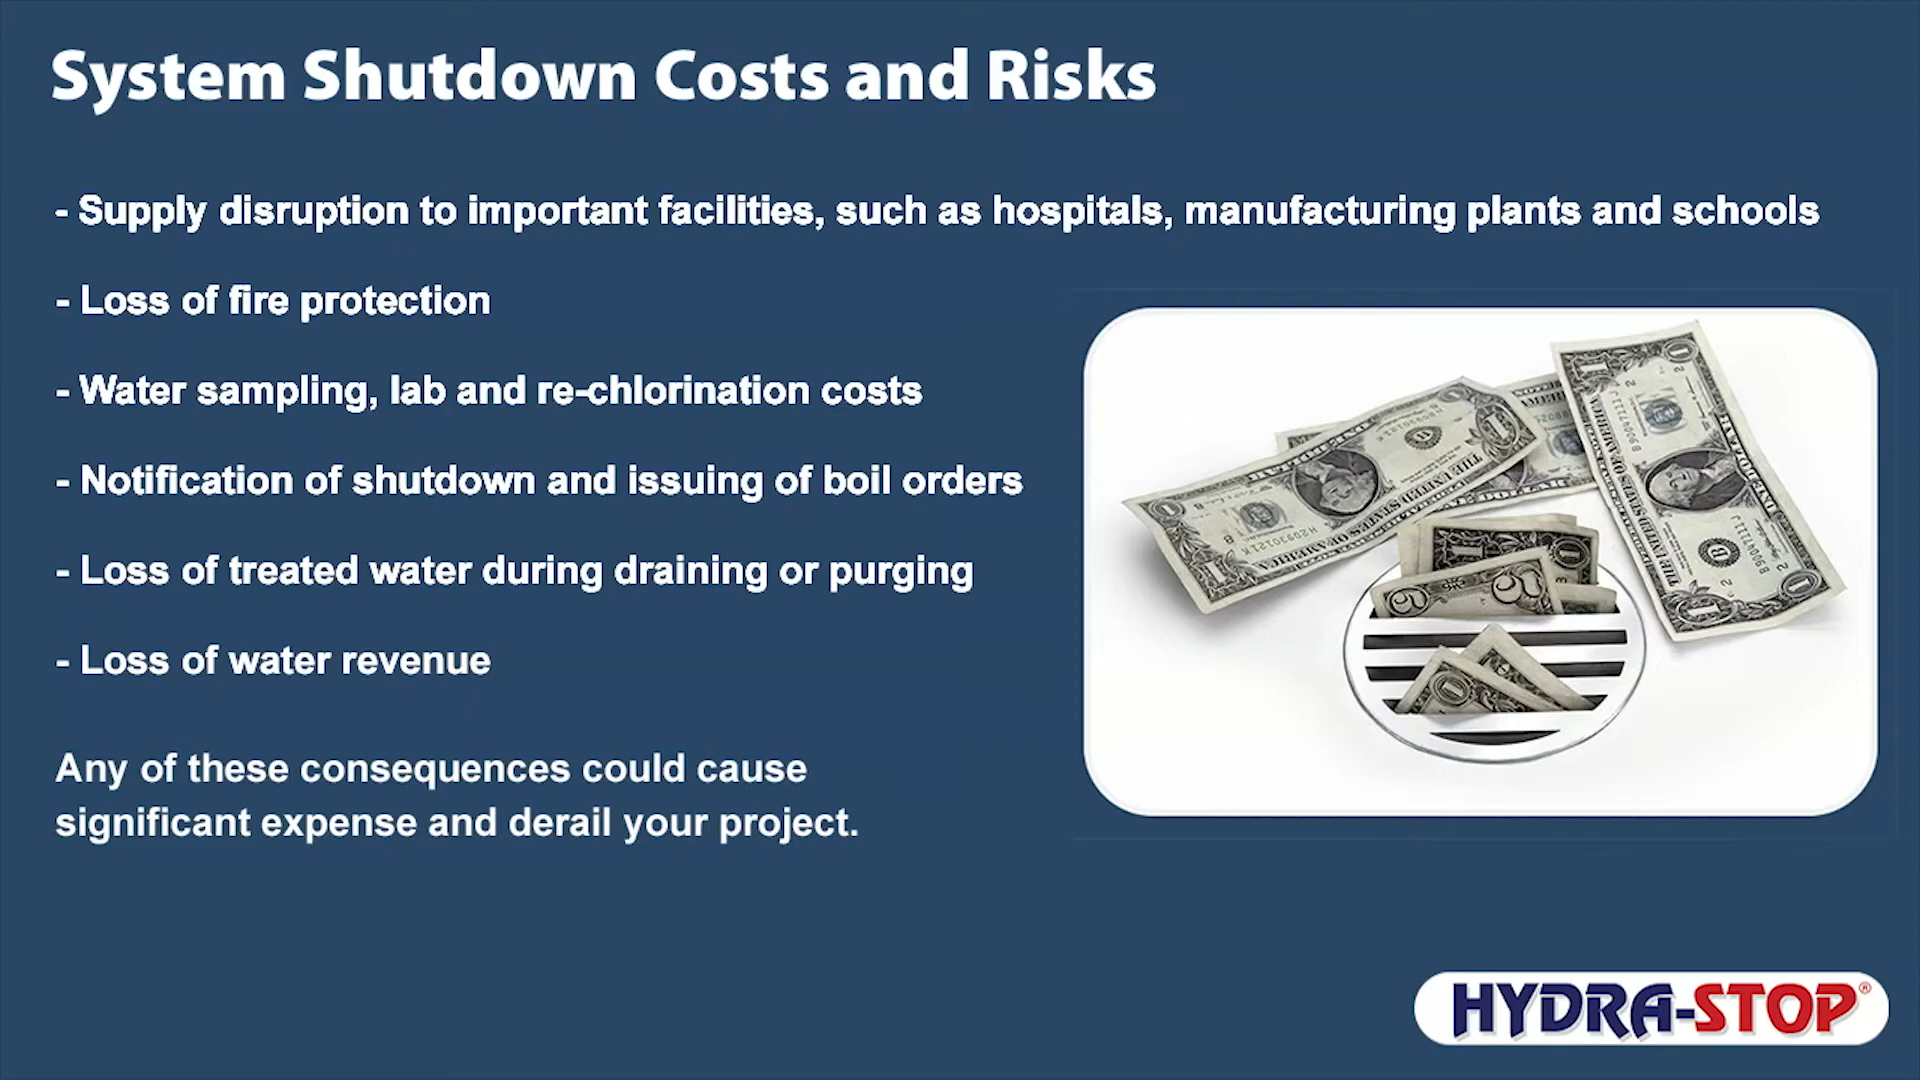 System Shutdown Costs and Risks
- Supply disruption to important facilities, such as hospitals, manufacturing plants and schools
- Loss of fire protection
- Water sampling, lab and re-chlorination costs
- Notification of shutdown and issuing of boil orders
- Loss of treated water during draining or purging
- Loss of water revenue
Any of these consequences could cause
significant expense and derail your project.
HYDRA-STOP®